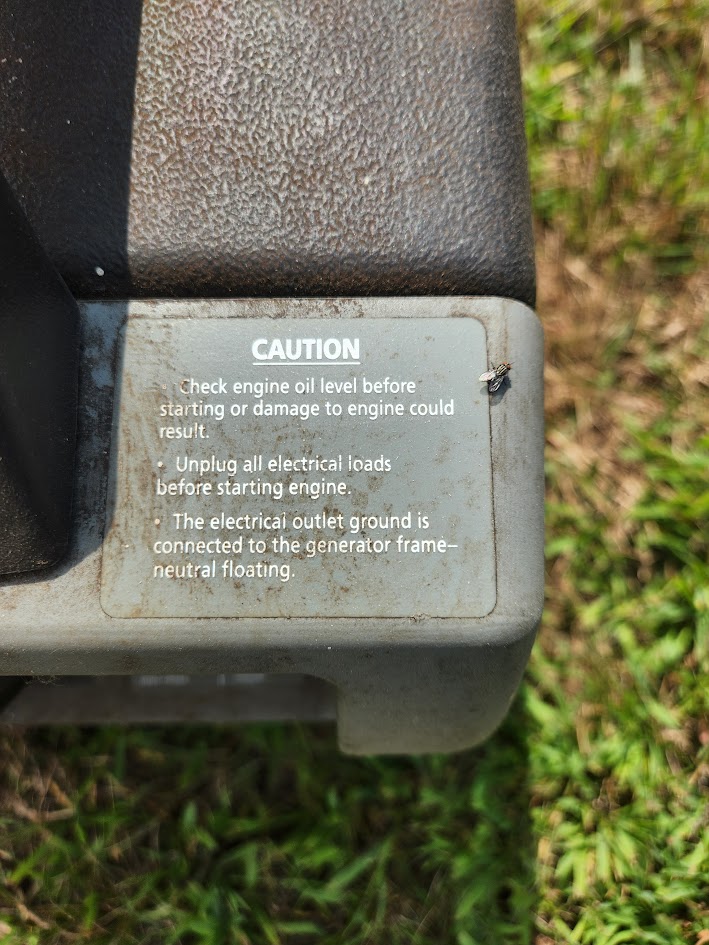 CAUTION
• Check engine oil level before
starting or damage to engine could
result.
• Unplug all electrical loads
before starting engine.
• The electrical outlet ground is
connected to the generator frame–
neutral floating.